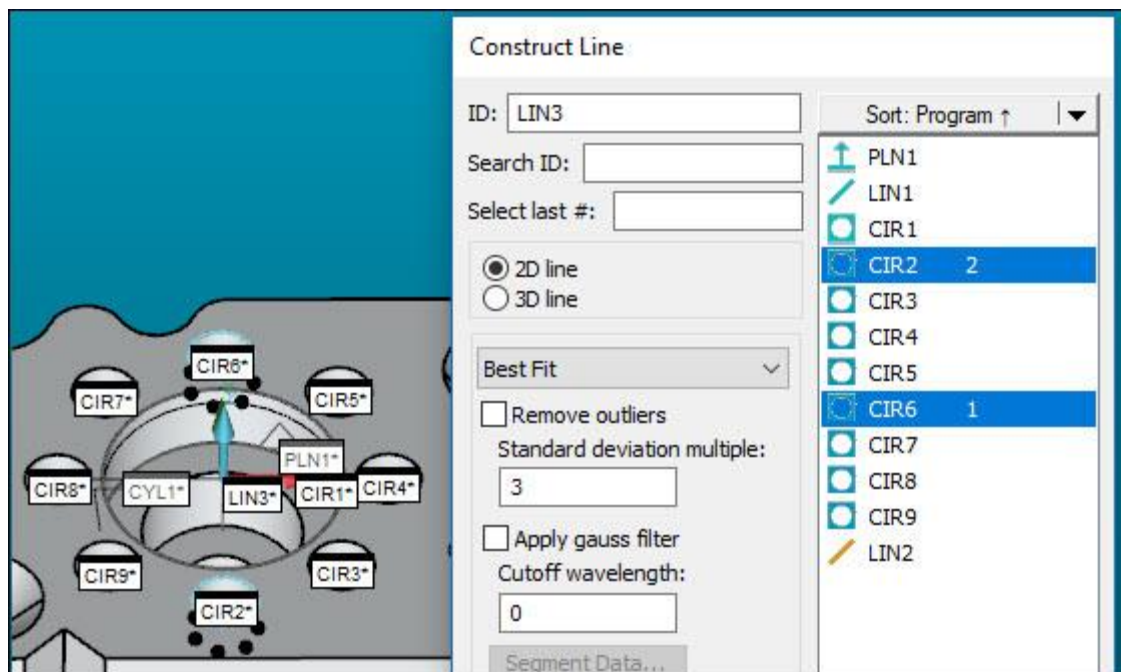 Construct Line
ID: LIN3
Search ID:
Select last #:
2D line
3D line
Best Fit
Remove outliers
Standard deviation multiple:
3
Apply gauss filter
Cutoff wavelength:
0
Segment Data...
Sort: Program ↑
PLN1
LIN1
CIR1
CIR2 2
CIR3
CIR4
CIR5
CIR6 1
CIR7
CIR8
CIR9
LIN2
CIR6*
CIR7*
CIR5*
PLN1*
CIR8*
CYL1*
LIN3*
CIR1*
CIR4*
CIR9*
CIR3*
CIR2*